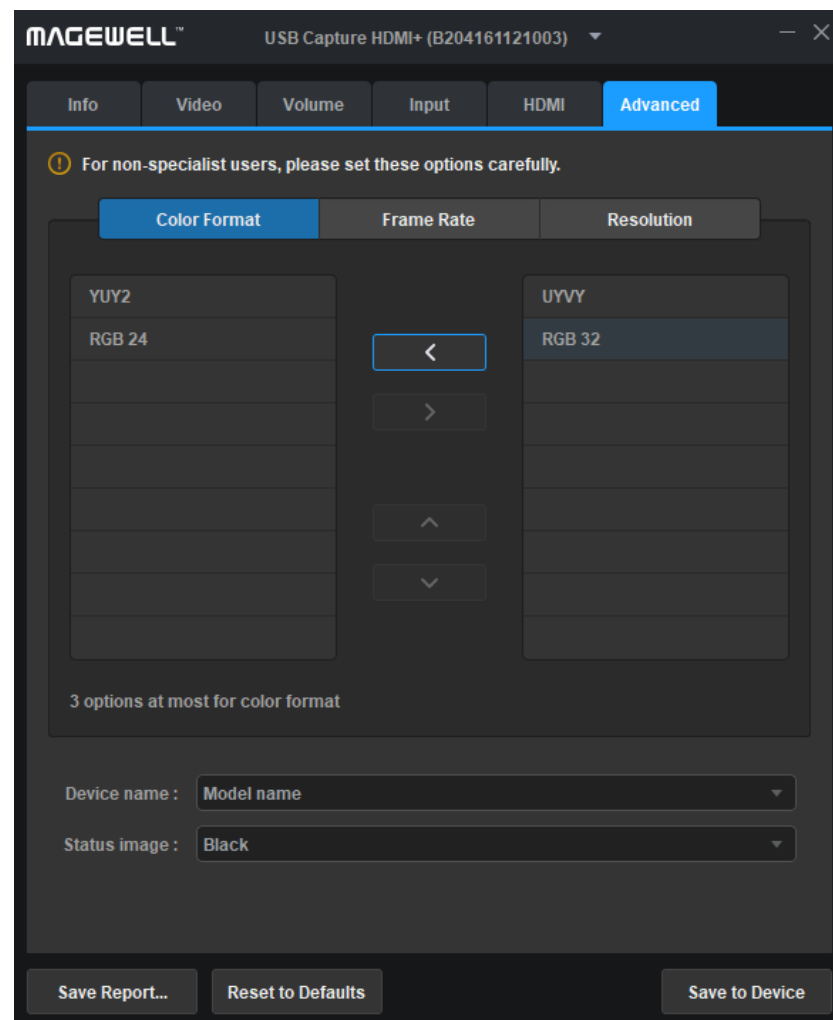 MAGEWELL™ USB Capture HDMI+ (B204161121003)
Info Video Volume Input HDMI Advanced
For non-specialist users, please set these options carefully.
Color Format Frame Rate Resolution
YUY2 UYVY
RGB 24 RGB 32
3 options at most for color format
Device name : Model name
Status image : Black
Save Report... Reset to Defaults Save to Device